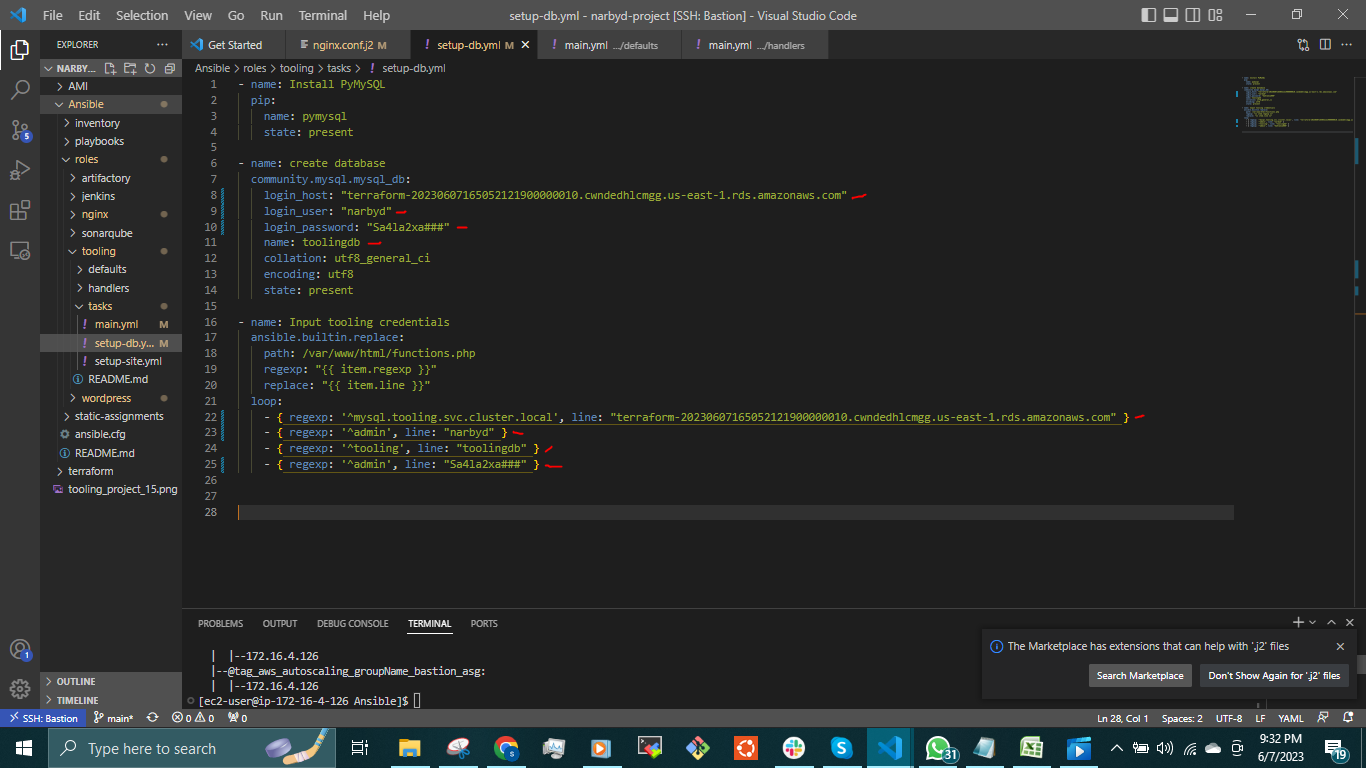 File Edit Selection View Go Run Terminal Help
setup-db.yml - narbyd-project [SSH: Bastion] - Visual Studio Code
EXPLORER
NARBY...
AMI
Ansible
inventory
playbooks
roles
artifactory
jenkins
nginx
sonarqube
tooling
defaults
handlers
tasks
main.yml M
setup-db.y... M
setup-site.yml
README.md
wordpress
static-assignments
ansible.cfg
README.md
terraform
tooling_project_15.png
OUTLINE
TIMELINE
Get Started
nginx.conf.j2 M
setup-db.yml M
main.yml .../defaults
main.yml .../handlers
Ansible > roles > tooling > tasks > ! setup-db.yml
1 - name: Install PyMySQL
2 pip:
3 name: pymysql
4 state: present
5
6 - name: create database
7 community.mysql.mysql_db:
8 login_host: "terraform-20230607165052121900000010.cwndedhlcmgg.us-east-1.rds.amazonaws.com"
9 login_user: "narbyd"
10 login_password: "Sa4la2xa###"
11 name: toolingdb
12 collation: utf8_general_ci
13 encoding: utf8
14 state: present
15
16 - name: Input tooling credentials
17 ansible.builtin.replace:
18 path: /var/www/html/functions.php
19 regexp: "{{ item.regexp }}"
20 replace: "{{ item.line }}"
21 loop:
22 - { regexp: '^mysql.tooling.svc.cluster.local', line: "terraform-20230607165052121900000010.cwndedhlcmgg.us-east-1.rds.amazonaws.com" }
23 - { regexp: '^admin', line: "narbyd" }
24 - { regexp: '^tooling', line: "toolingdb" }
25 - { regexp: '^admin', line: "Sa4la2xa###" }
26
27
28
PROBLEMS OUTPUT DEBUG CONSOLE TERMINAL PORTS
| |--172.16.4.126
|--@tag_aws_autoscaling_groupName_bastion_asg:
| |--172.16.4.126
[ec2-user@ip-172-16-4-126 Ansible]$
The Marketplace has extensions that can help with '.j2' files
Search Marketplace
Don't Show Again for '.j2' files
5
1
SSH: Bastion
main*
0 0
0
Ln 28, Col 1
Spaces: 2
UTF-8
LF
YAML
Type here to search
31
9:32 PM
6/7/2023
19